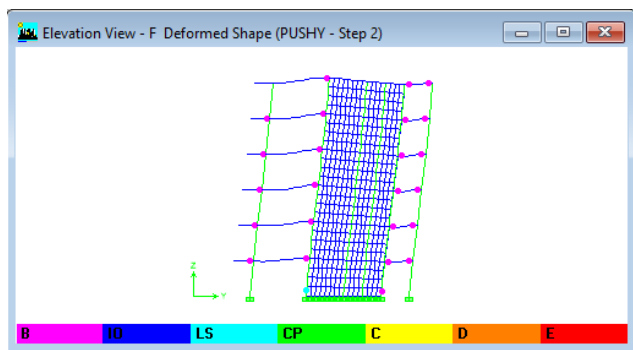 Elevation View - F Deformed Shape (PUSHY - Step 2)
Z
Y
B IO LS CP C D E